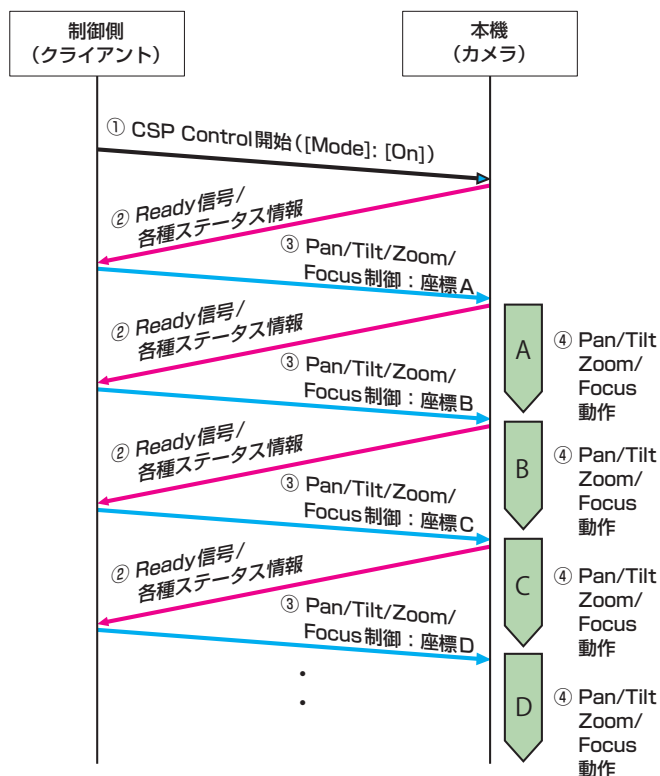 制御側
（クライアント）
本機
（カメラ）
① CSP Control開始([Mode]: [On])
② Ready信号/
各種ステータス情報
③ Pan/Tilt/Zoom/
Focus制御：座標A
② Ready信号/
各種ステータス情報
A
④ Pan/Tilt
Zoom/
Focus
動作
③ Pan/Tilt/Zoom/
Focus制御：座標B
② Ready信号/
各種ステータス情報
B
④ Pan/Tilt
Zoom/
Focus
動作
③ Pan/Tilt/Zoom/
Focus制御：座標C
② Ready信号/
各種ステータス情報
C
④ Pan/Tilt
Zoom/
Focus
動作
③ Pan/Tilt/Zoom/
Focus制御：座標D
・
・
D
④ Pan/Tilt
Zoom/
Focus
動作